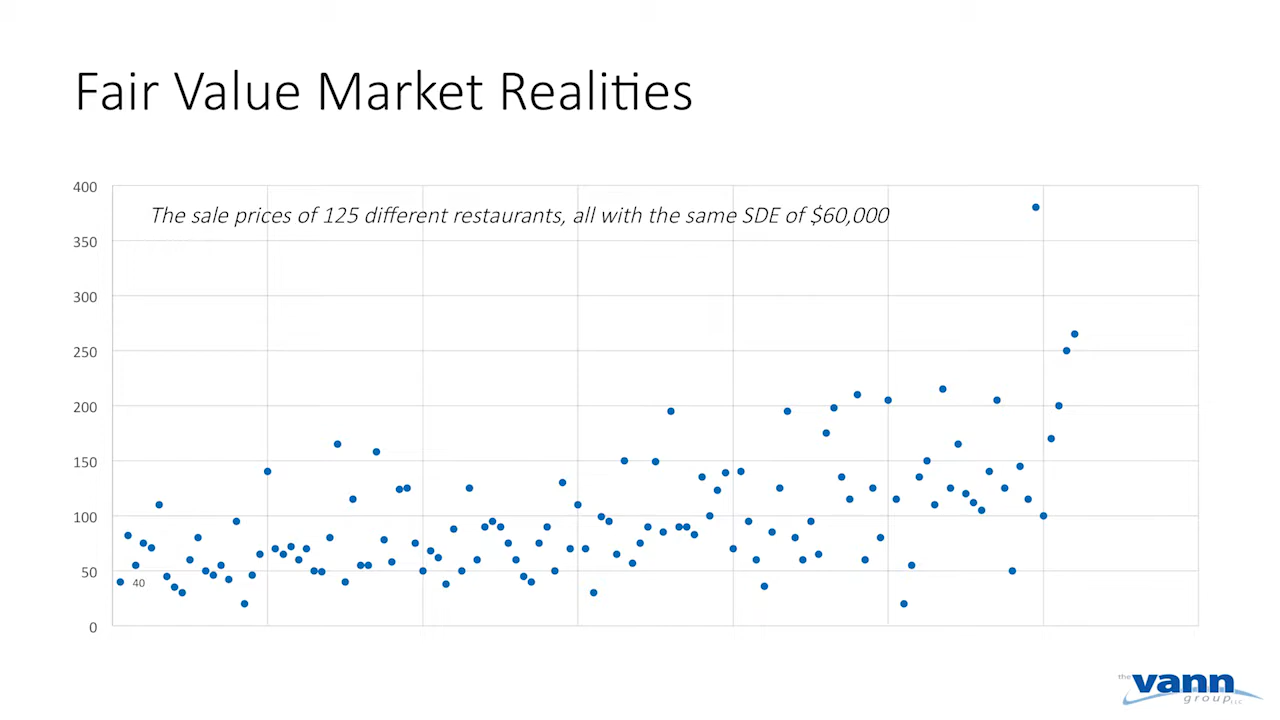 Fair Value Market Realities
400
The sale prices of 125 different restaurants, all with the same SDE of $60,000
350
300
250
200
150
100
50
40
0
the
vann
group LLC